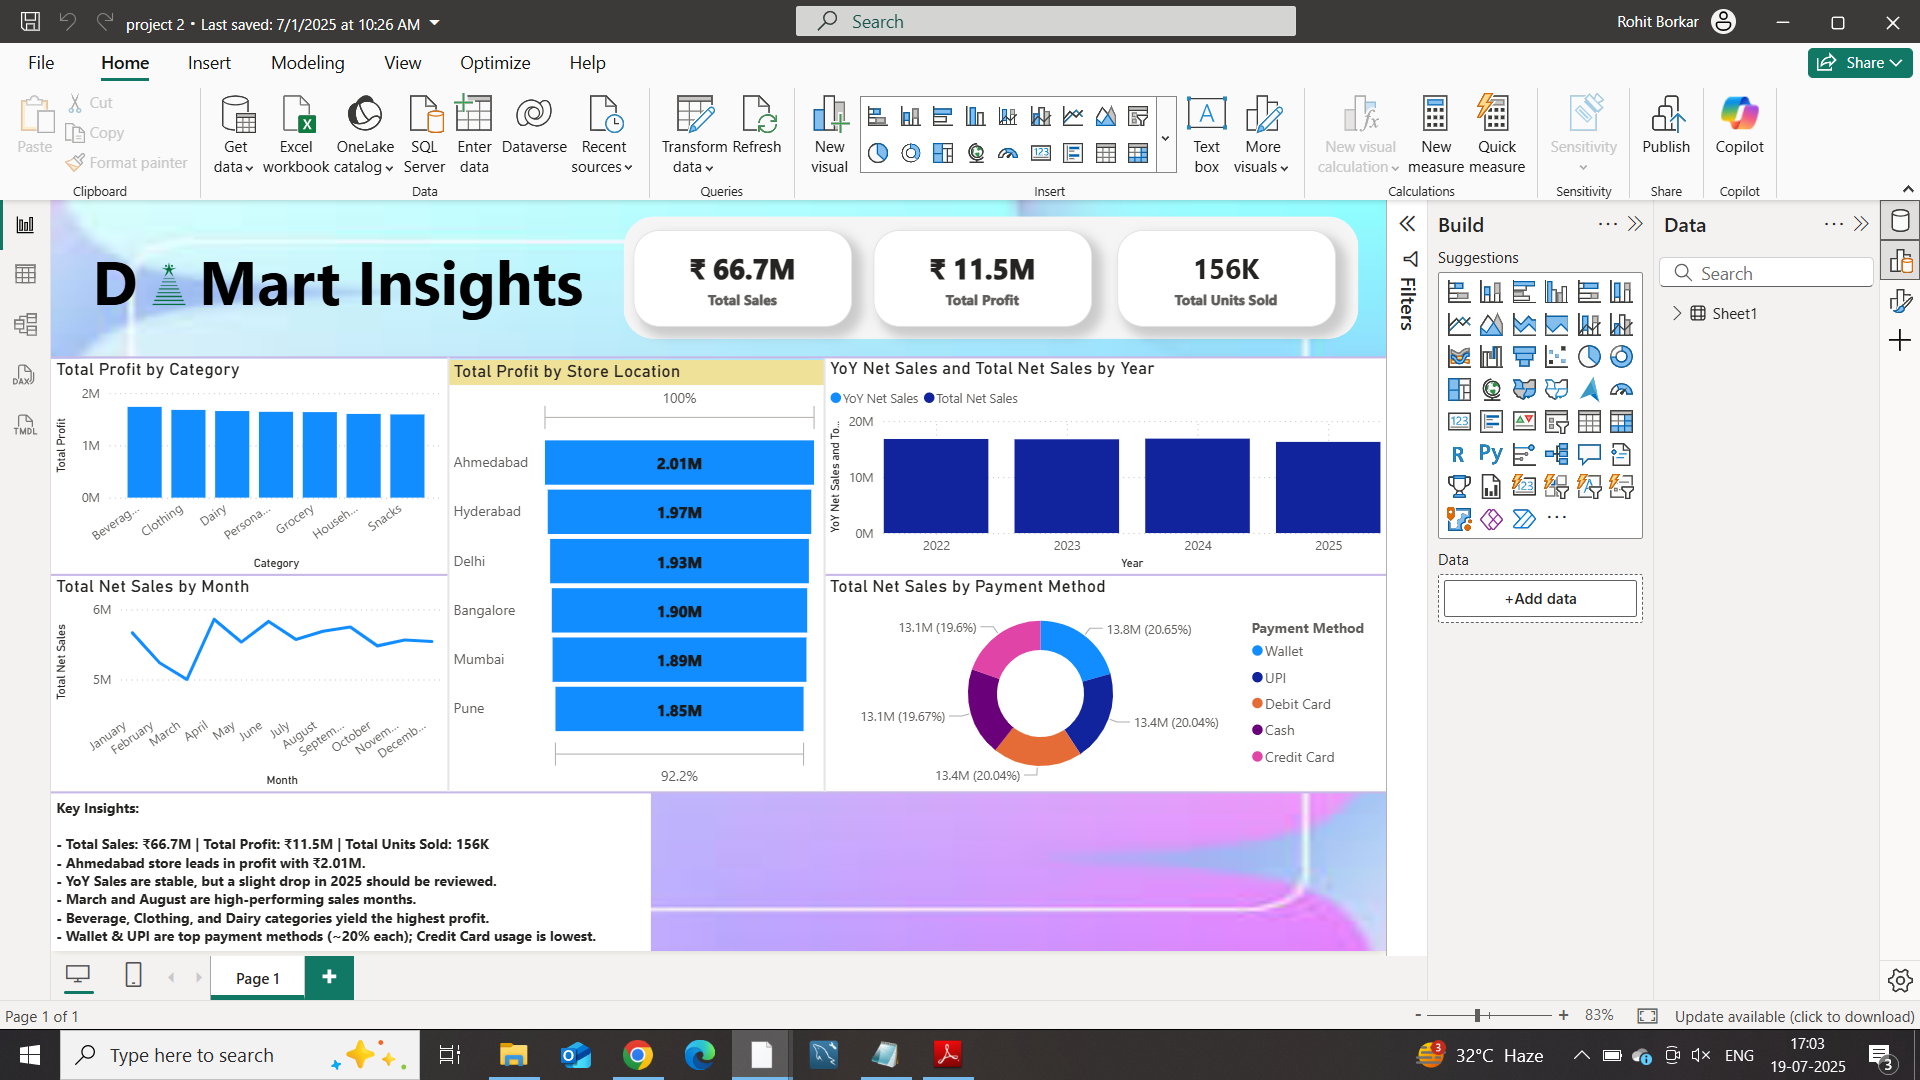 project 2 • Last saved: 7/1/2025 at 10:26 AM
Search
Rohit Borkar
File Home Insert Modeling View Optimize Help
Share
Paste
Cut
Copy
Format painter
Clipboard
Get data
Excel workbook
OneLake catalog
SQL Server
Enter data
Dataverse
Recent sources
Data
Transform data
Refresh
Queries
New visual
Text box
More visuals
Insert
New visual calculation
New measure
Quick measure
Calculations
Sensitivity
Sensitivity
Publish
Share
Copilot
Copilot
DAX
TMDL
D Mart Insights
₹ 66.7M
Total Sales
₹ 11.5M
Total Profit
156K
Total Units Sold
Total Profit by Category
Total Profit
2M
1M
0M
Beverag...
Clothing
Dairy
Persona...
Grocery
Househ...
Snacks
Category
Total Profit by Store Location
100%
Ahmedabad 2.01M
Hyderabad 1.97M
Delhi 1.93M
Bangalore 1.90M
Mumbai 1.89M
Pune 1.85M
92.2%
YoY Net Sales and Total Net Sales by Year
YoY Net Sales Total Net Sales
YoY Net Sales and To...
20M
10M
0M
2022 2023 2024 2025
Year
Total Net Sales by Month
Total Net Sales
6M
5M
January
February
March
April
May
June
July
August
Septem...
October
Novem...
Decemb...
Month
Total Net Sales by Payment Method
13.1M (19.6%)
13.8M (20.65%)
13.1M (19.67%)
13.4M (20.04%)
13.4M (20.04%)
Payment Method
Wallet
UPI
Debit Card
Cash
Credit Card
Key Insights:
- Total Sales: ₹66.7M | Total Profit: ₹11.5M | Total Units Sold: 156K
- Ahmedabad store leads in profit with ₹2.01M.
- YoY Sales are stable, but a slight drop in 2025 should be reviewed.
- March and August are high-performing sales months.
- Beverage, Clothing, and Dairy categories yield the highest profit.
- Wallet & UPI are top payment methods (~20% each); Credit Card usage is lowest.
Filters
Build
Suggestions
R Py
123
123
Data
+Add data
Data
Search
Sheet1
Page 1
Page 1 of 1
- + 83%
Update available (click to download)
Type here to search
3
32°C Haze
ENG
17:03
19-07-2025
3